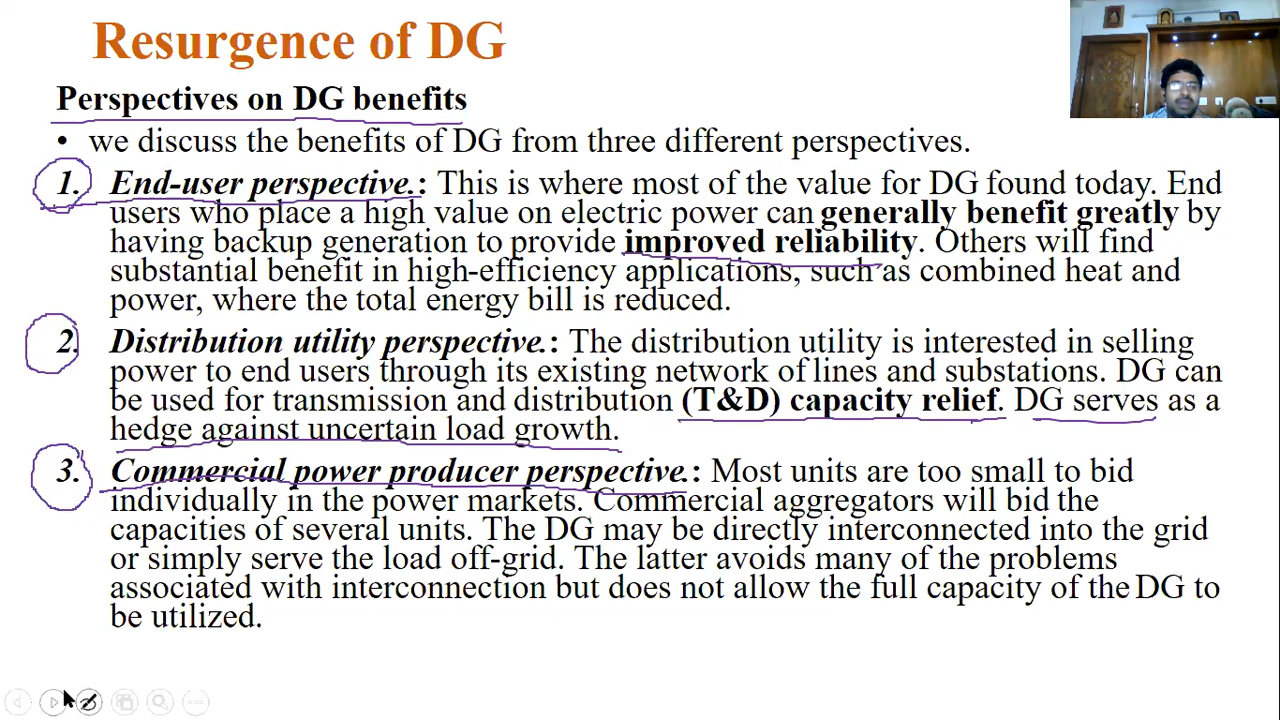 Resurgence of DG
Perspectives on DG benefits
• we discuss the benefits of DG from three different perspectives.
1. End-user perspective.: This is where most of the value for DG found today. End
users who place a high value on electric power can generally benefit greatly by
having backup generation to provide improved reliability. Others will find
substantial benefit in high-efficiency applications, such as combined heat and
power, where the total energy bill is reduced.
2. Distribution utility perspective.: The distribution utility is interested in selling
power to end users through its existing network of lines and substations. DG can
be used for transmission and distribution (T&D) capacity relief. DG serves as a
hedge against uncertain load growth.
3. Commercial power producer perspective.: Most units are too small to bid
individually in the power markets. Commercial aggregators will bid the
capacities of several units. The DG may be directly interconnected into the grid
or simply serve the load off-grid. The latter avoids many of the problems
associated with interconnection but does not allow the full capacity of the DG to
be utilized.